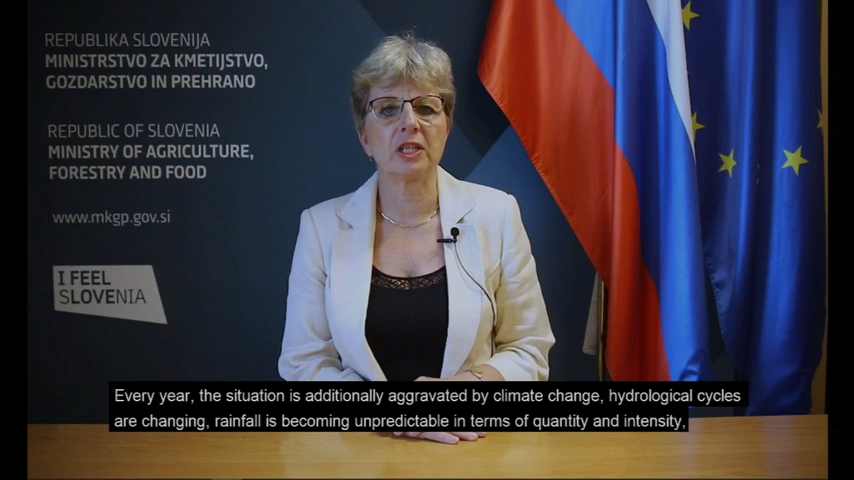 REPUBLIKA SLOVENIJA
MINISTRSTVO ZA KMETIJSTVO,
GOZDARSTVO IN PREHRANO
REPUBLIC OF SLOVENIA
MINISTRY OF AGRICULTURE,
FORESTRY AND FOOD
www.mkgp.gov.si
I FEEL
SLOVENIA
Every year, the situation is additionally aggravated by climate change, hydrological cycles
are changing, rainfall is becoming unpredictable in terms of quantity and intensity,